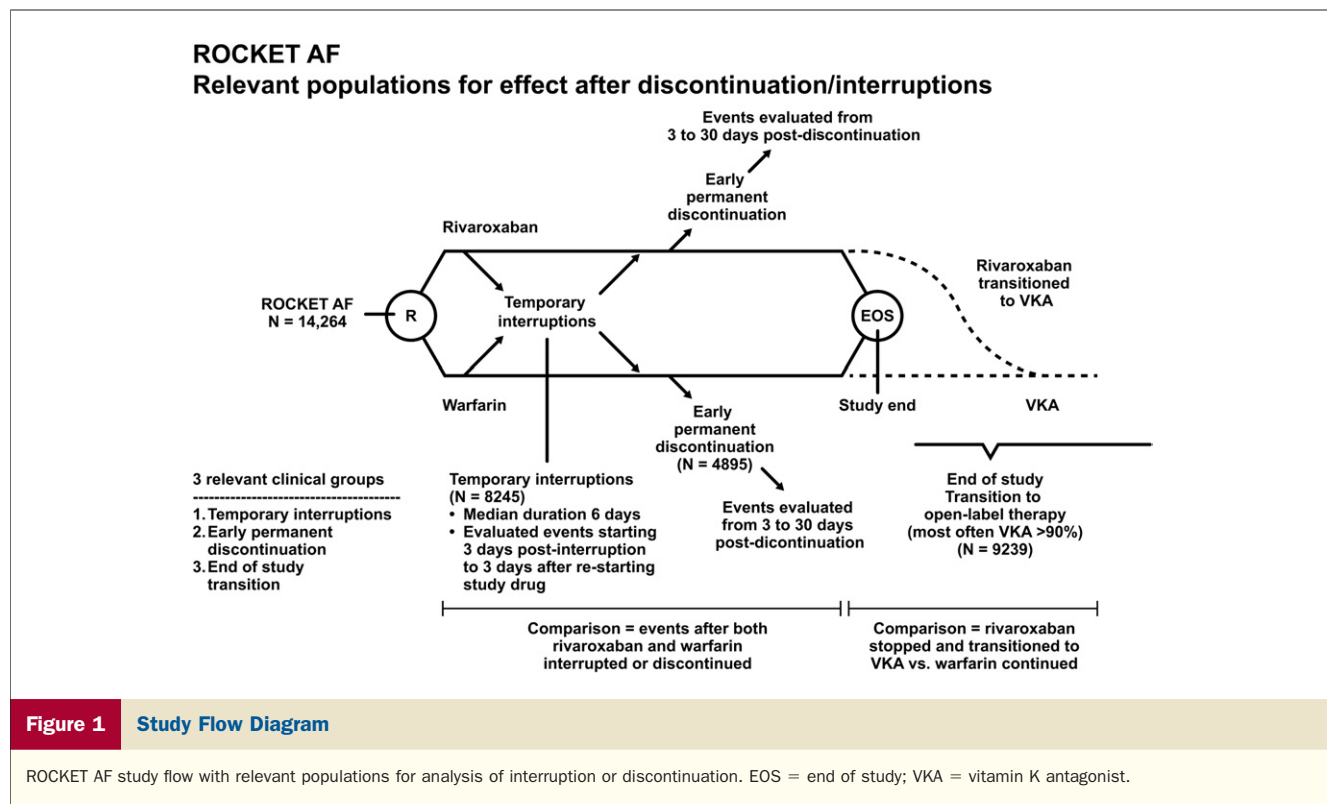 ROCKET AF
Relevant populations for effect after discontinuation/interruptions
Events evaluated from
3 to 30 days post-discontinuation
Early
permanent
discontinuation
Rivaroxaban
ROCKET AF
N = 14,264
R
Temporary
interruptions
EOS
Rivaroxaban
transitioned
to VKA
Warfarin
Study end
VKA
Early
permanent
discontinuation
(N = 4895)
Events evaluated
from 3 to 30 days
post-dicontinuation
3 relevant clinical groups
1. Temporary interruptions
2. Early permanent
discontinuation
3. End of study
transition
Temporary interruptions
(N = 8245)
• Median duration 6 days
• Evaluated events starting
3 days post-interruption
to 3 days after re-starting
study drug
End of study
Transition to
open-label therapy
(most often VKA >90%)
(N = 9239)
Comparison = events after both
rivaroxaban and warfarin
interrupted or discontinued
Comparison = rivaroxaban
stopped and transitioned to
VKA vs. warfarin continued
Figure 1 Study Flow Diagram
ROCKET AF study flow with relevant populations for analysis of interruption or discontinuation. EOS = end of study; VKA = vitamin K antagonist.